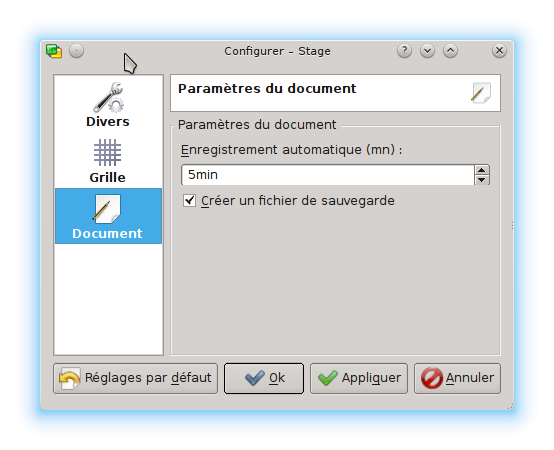 Configurer – Stage
Divers
Grille
Document
Paramètres du document
Paramètres du document
Enregistrement automatique (mn) :
5min
Créer un fichier de sauvegarde
Réglages par défaut
Ok
Appliquer
Annuler